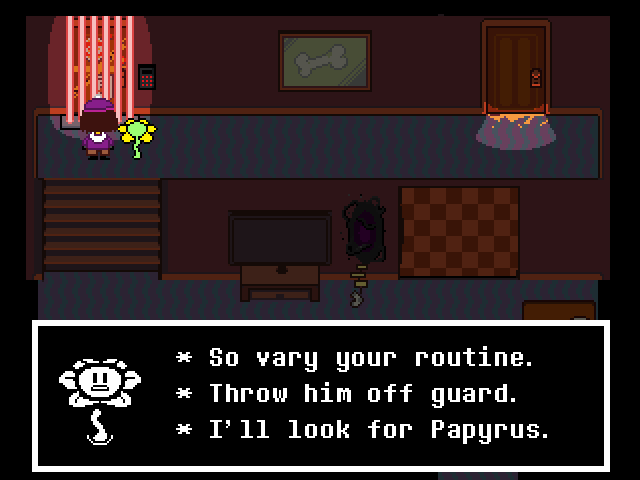 * So vary your routine.
* Throw him off guard.
* I'll look for Papyrus.